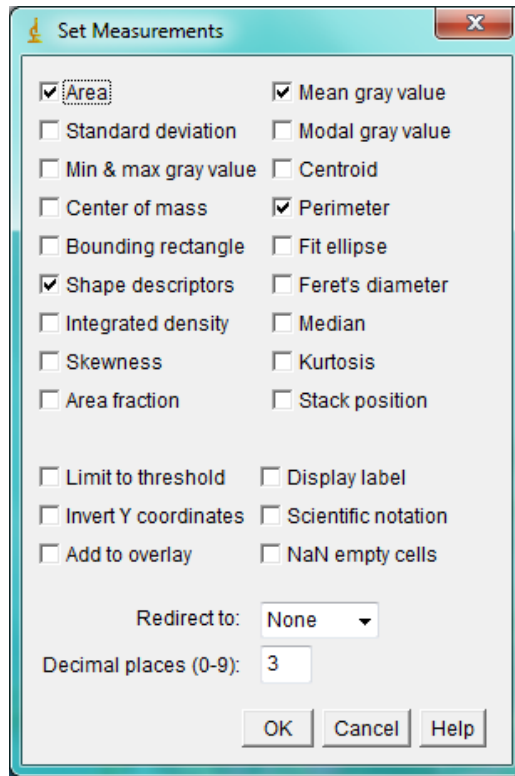 Set Measurements X
Area Mean gray value
Standard deviation Modal gray value
Min & max gray value Centroid
Center of mass Perimeter
Bounding rectangle Fit ellipse
Shape descriptors Feret's diameter
Integrated density Median
Skewness Kurtosis
Area fraction Stack position
Limit to threshold Display label
Invert Y coordinates Scientific notation
Add to overlay NaN empty cells
Redirect to: None
Decimal places (0-9): 3
OK Cancel Help